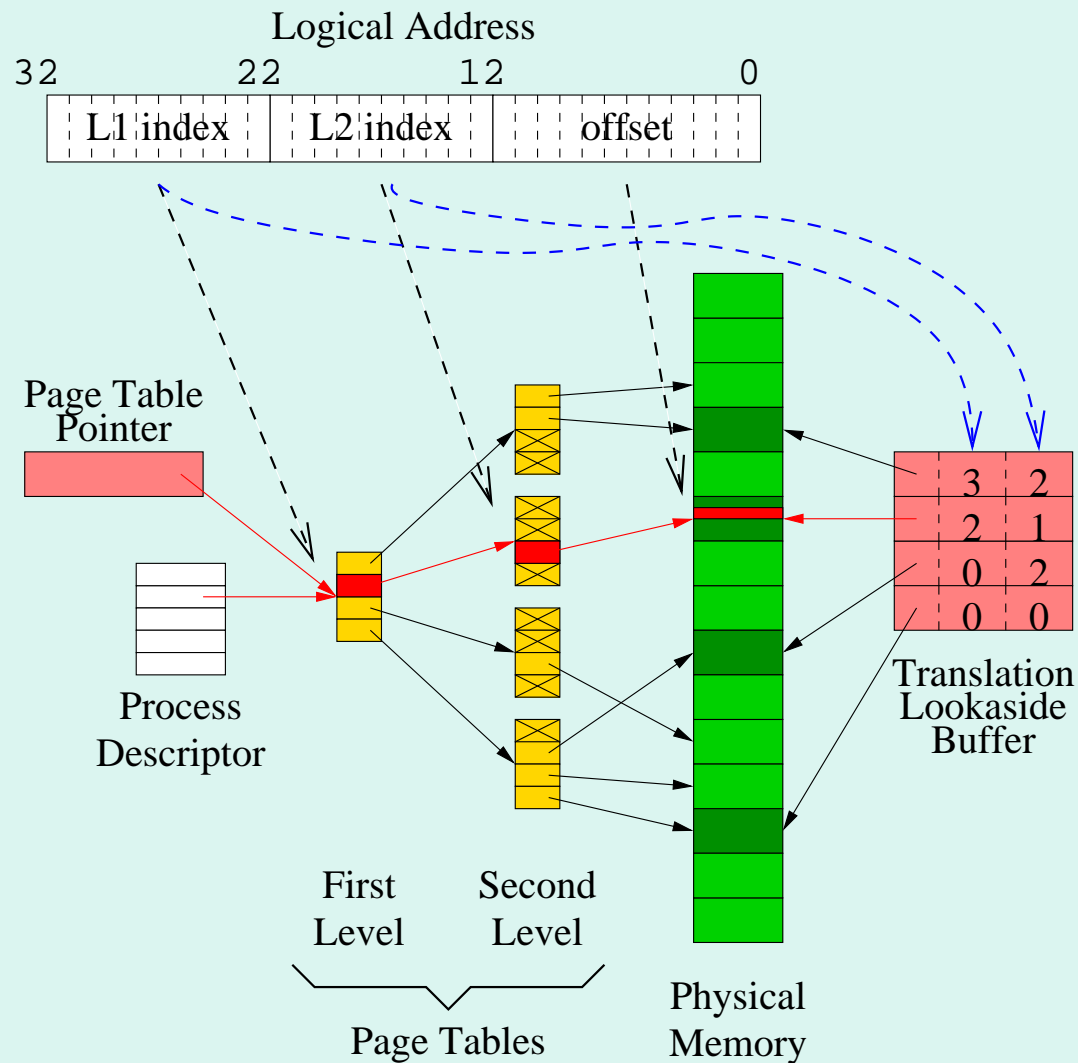 Logical Address
32 22 12 0
L1 index L2 index offset
Page Table
Pointer
3 2
2 1
0 2
0 0
Process
Descriptor
Translation
Lookaside
Buffer
First
Level
Second
Level
Page Tables
Physical
Memory